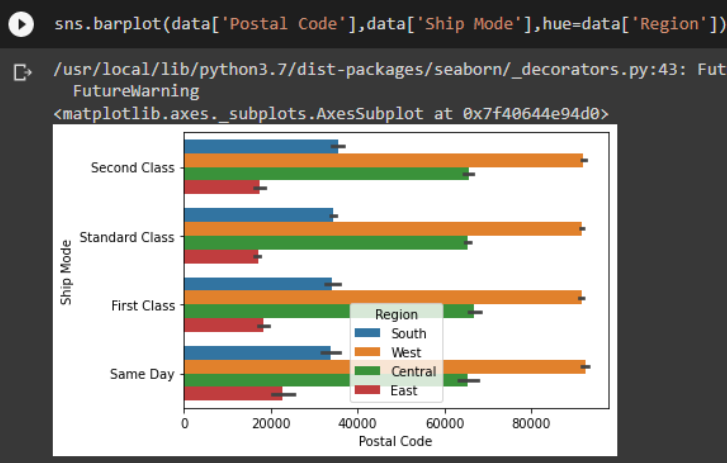 sns.barplot(data['Postal Code'],data['Ship Mode'],hue=data['Region'])
/usr/local/lib/python3.7/dist-packages/seaborn/_decorators.py:43: Fut
FutureWarning
<matplotlib.axes._subplots.AxesSubplot at 0x7f40644e94d0>
Second Class
Standard Class
First Class
Same Day
Ship Mode
Region
South
West
Central
East
0 20000 40000 60000 80000
Postal Code